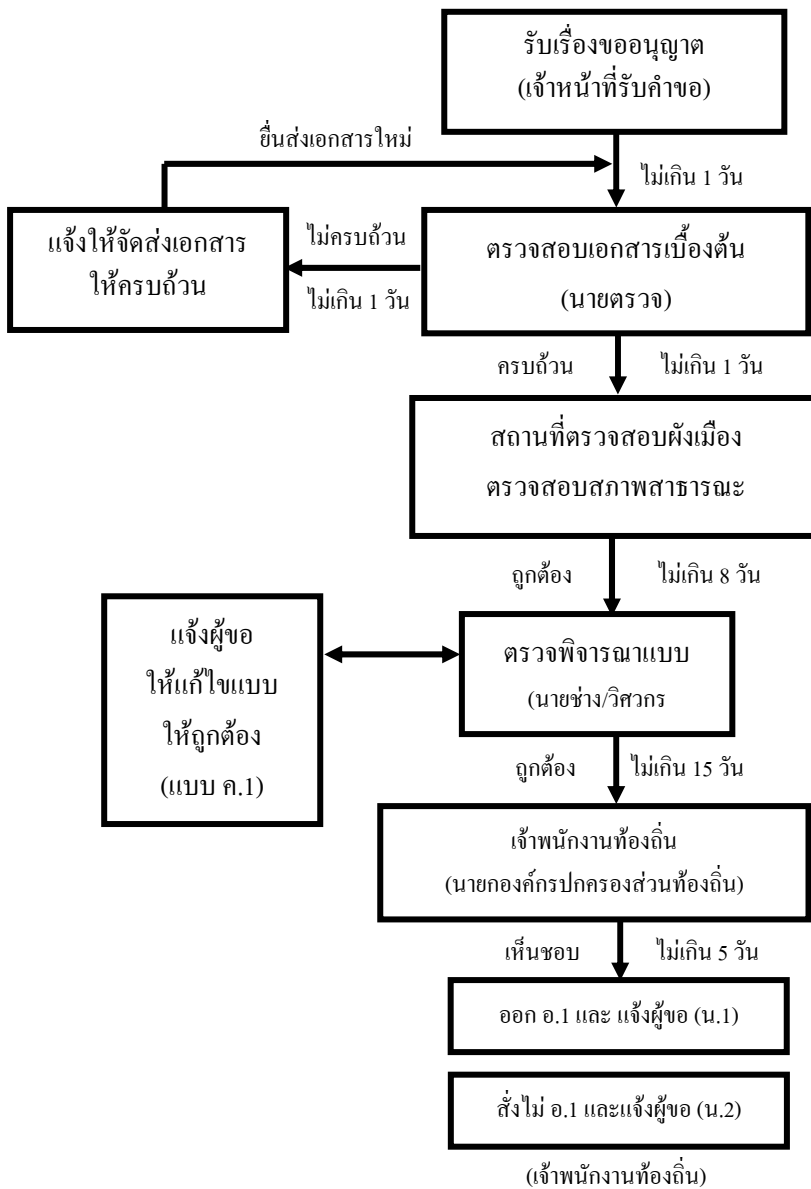 รับเรื่องขออนุญาต
(เจ้าหน้าที่รับคำขอ)
ยื่นส่งเอกสารใหม่
ไม่เกิน 1 วัน
แจ้งให้จัดส่งเอกสาร
ให้ครบถ้วน
ไม่ครบถ้วน
ไม่เกิน 1 วัน
ตรวจสอบเอกสารเบื้องต้น
(นายตรวจ)
ครบถ้วน
ไม่เกิน 1 วัน
สถานที่ตรวจสอบผังเมือง
ตรวจสอบสภาพสาธารณะ
ถูกต้อง
ไม่เกิน 8 วัน
แจ้งผู้ขอ
ให้แก้ไขแบบ
ให้ถูกต้อง
(แบบ ค.1)
ตรวจพิจารณาแบบ
(นายช่าง/วิศวกร
ถูกต้อง
ไม่เกิน 15 วัน
เจ้าพนักงานท้องถิ่น
(นายกองค์กรปกครองส่วนท้องถิ่น)
เห็นชอบ
ไม่เกิน 5 วัน
ออก อ.1 และ แจ้งผู้ขอ (น.1)
สั่งไม่ อ.1 และแจ้งผู้ขอ (น.2)
(เจ้าพนักงานท้องถิ่น)